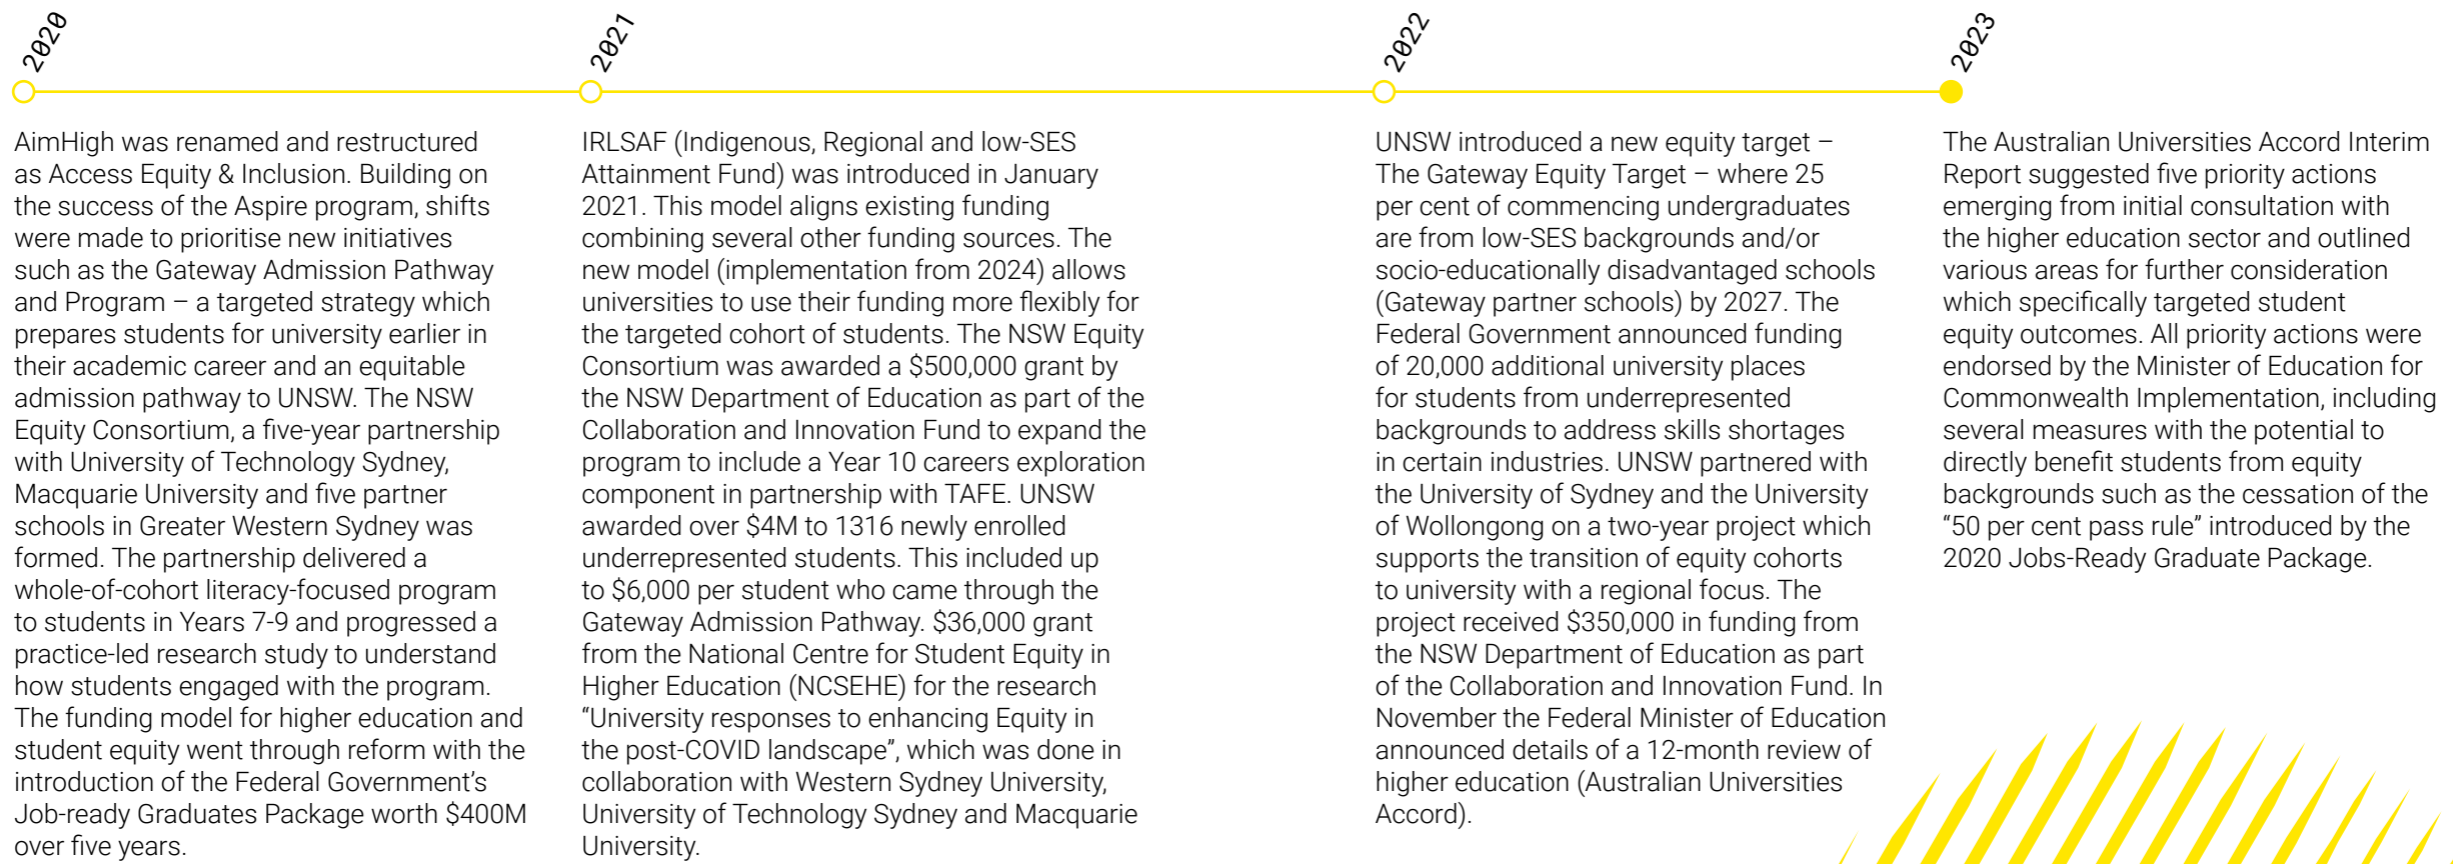 2020
AimHigh was renamed and restructured
as Access Equity & Inclusion. Building on
the success of the Aspire program, shifts
were made to prioritise new initiatives
such as the Gateway Admission Pathway
and Program – a targeted strategy which
prepares students for university earlier in
their academic career and an equitable
admission pathway to UNSW. The NSW
Equity Consortium, a five-year partnership
with University of Technology Sydney,
Macquarie University and five partner
schools in Greater Western Sydney was
formed. The partnership delivered a
whole-of-cohort literacy-focused program
to students in Years 7-9 and progressed a
practice-led research study to understand
how students engaged with the program.
The funding model for higher education and
student equity went through reform with the
introduction of the Federal Government’s
Job-ready Graduates Package worth $400M
over five years.
2021
IRLSAF (Indigenous, Regional and low-SES
Attainment Fund) was introduced in January
2021. This model aligns existing funding
combining several other funding sources. The
new model (implementation from 2024) allows
universities to use their funding more flexibly for
the targeted cohort of students. The NSW Equity
Consortium was awarded a $500,000 grant by
the NSW Department of Education as part of the
Collaboration and Innovation Fund to expand the
program to include a Year 10 careers exploration
component in partnership with TAFE. UNSW
awarded over $4M to 1316 newly enrolled
underrepresented students. This included up
to $6,000 per student who came through the
Gateway Admission Pathway. $36,000 grant
from the National Centre for Student Equity in
Higher Education (NCSEHE) for the research
“University responses to enhancing Equity in
the post-COVID landscape”, which was done in
collaboration with Western Sydney University,
University of Technology Sydney and Macquarie
University.
2022
UNSW introduced a new equity target –
The Gateway Equity Target – where 25
per cent of commencing undergraduates
are from low-SES backgrounds and/or
socio-educationally disadvantaged schools
(Gateway partner schools) by 2027. The
Federal Government announced funding
of 20,000 additional university places
for students from underrepresented
backgrounds to address skills shortages
in certain industries. UNSW partnered with
the University of Sydney and the University
of Wollongong on a two-year project which
supports the transition of equity cohorts
to university with a regional focus. The
project received $350,000 in funding from
the NSW Department of Education as part
of the Collaboration and Innovation Fund. In
November the Federal Minister of Education
announced details of a 12-month review of
higher education (Australian Universities
Accord).
2023
The Australian Universities Accord Interim
Report suggested five priority actions
emerging from initial consultation with
the higher education sector and outlined
various areas for further consideration
which specifically targeted student
equity outcomes. All priority actions were
endorsed by the Minister of Education for
Commonwealth Implementation, including
several measures with the potential to
directly benefit students from equity
backgrounds such as the cessation of the
“50 per cent pass rule” introduced by the
2020 Jobs-Ready Graduate Package.